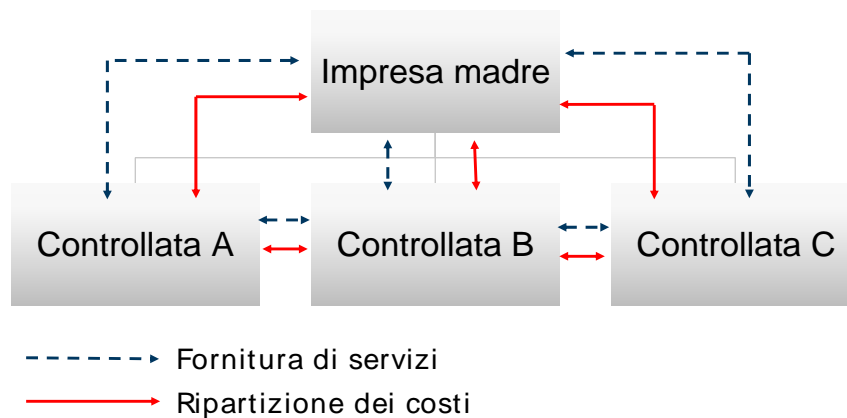 Impresa madre
Controllata A
Controllata B
Controllata C
Fornitura di servizi
Ripartizione dei costi